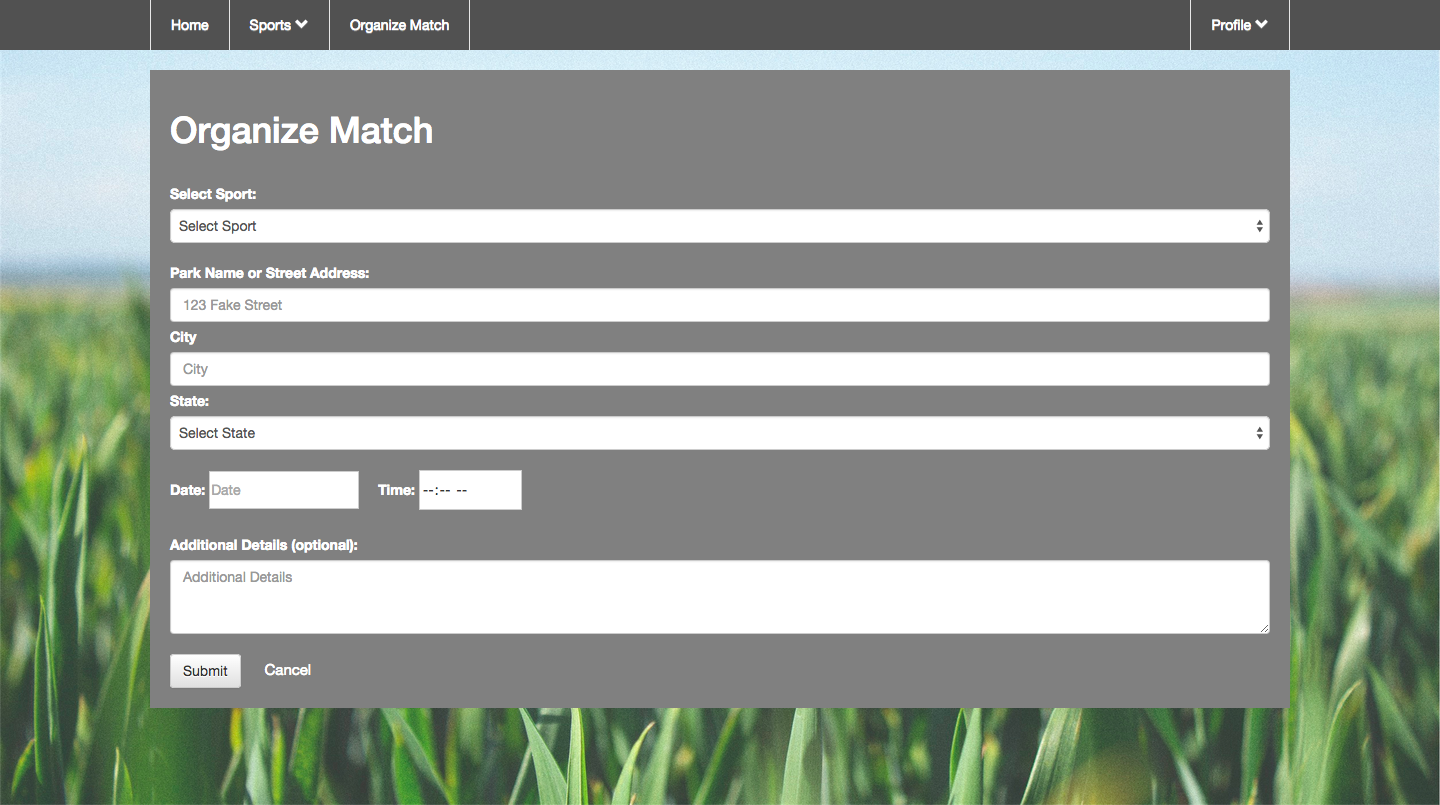 Home Sports Organize Match Profile
Organize Match
Select Sport:
Select Sport
Park Name or Street Address:
123 Fake Street
City
City
State:
Select State
Date: Date Time: --:-- --
Additional Details (optional):
Additional Details
Submit Cancel